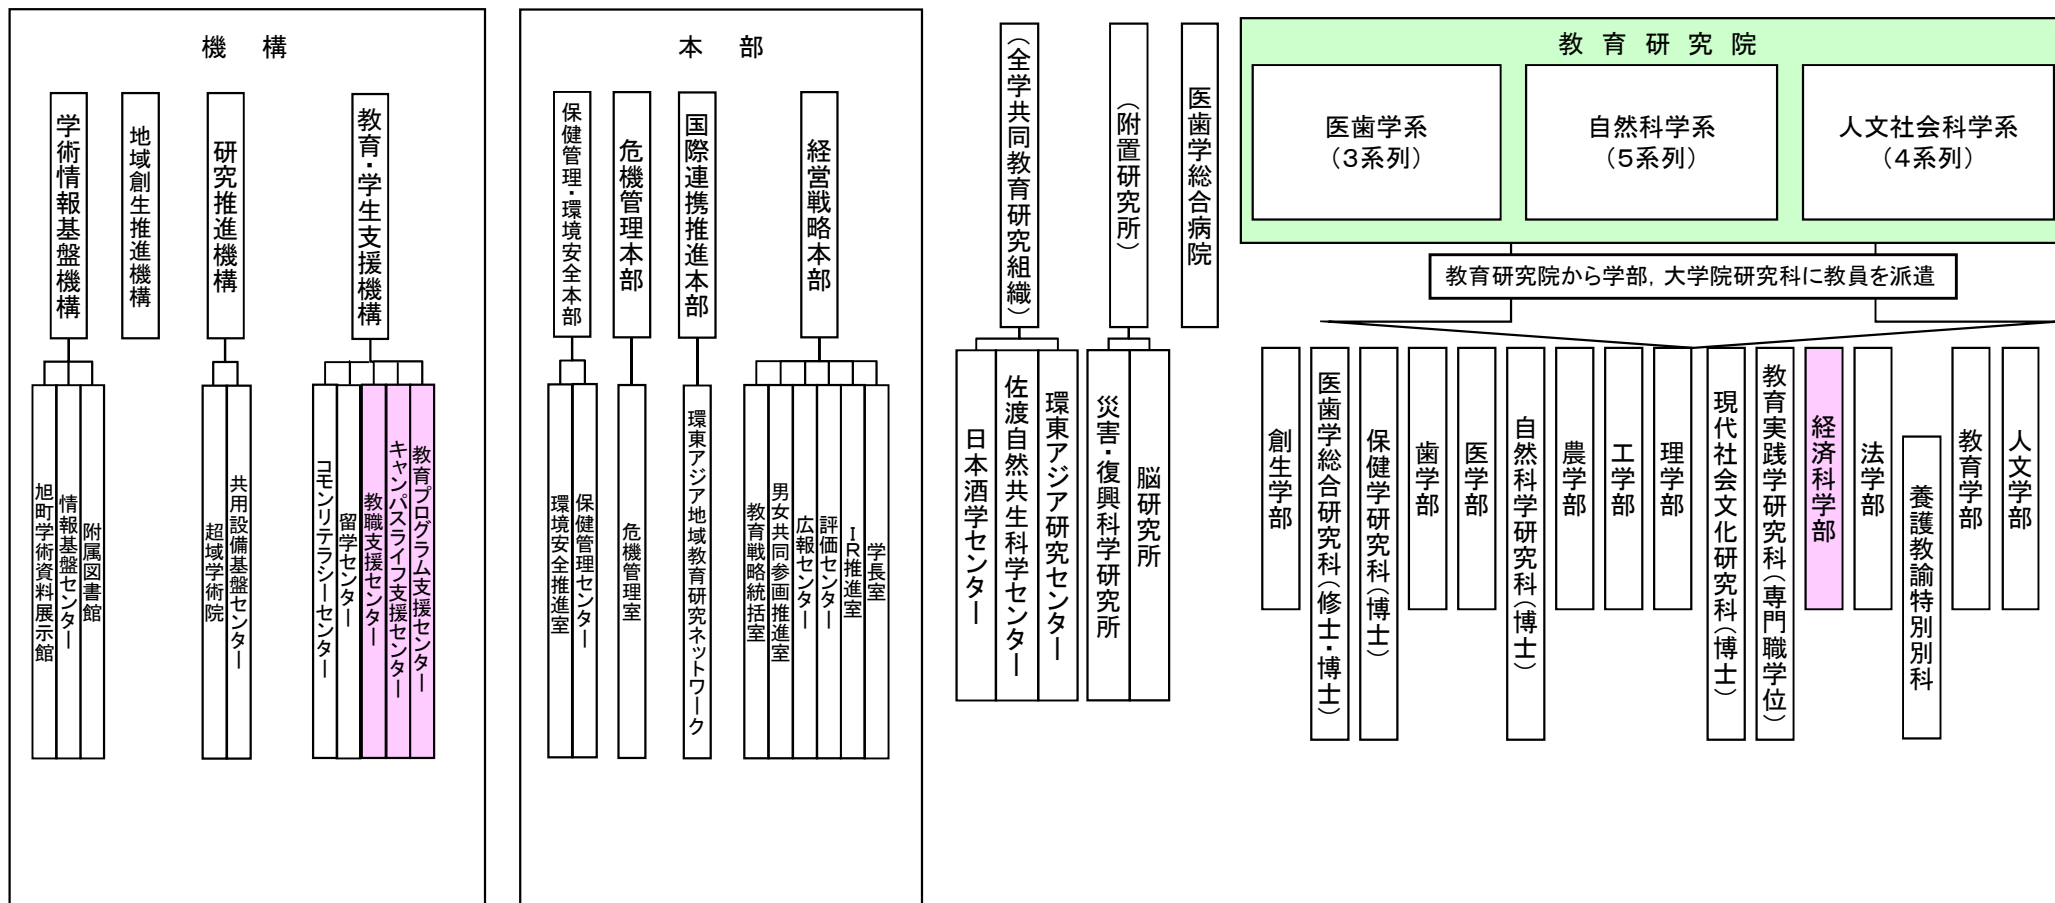 機構
学術情報基盤機構
地域創生推進機構
研究推進機構
教育・学生支援機構
旭町学術資料展示館
情報基盤センター
附属図書館
超域学術院
共用設備基盤センター
コモンリテラシーセンター
留学センター
教職支援センター
キャンパスライフ支援センター
教育プログラム支援センター
本部
保健管理・環境安全本部
危機管理本部
国際連携推進本部
経営戦略本部
環境安全推進室
保健管理センター
危機管理室
環東アジア地域教育研究ネットワーク
教育戦略統括室
男女共同参画推進室
広報センター
評価センター
IR推進室
学長室
(全学共同教育研究組織)
日本酒学センター
佐渡自然共生科学センター
環東アジア研究センター
(附置研究所)
災害・復興科学研究所
脳研究所
医歯学総合病院
教育研究院
医歯学系
(3系列)
自然科学系
(5系列)
人文社会科学系
(4系列)
教育研究院から学部,大学院研究科に教員を派遣
創生学部
医歯学総合研究科(修士・博士)
保健学研究科(博士)
歯学部
医学部
自然科学研究科(博士)
農学部
工学部
理学部
現代社会文化研究科(博士)
教育実践学研究科(専門職学位)
経済科学部
法学部
養護教諭特別別科
教育学部
人文学部